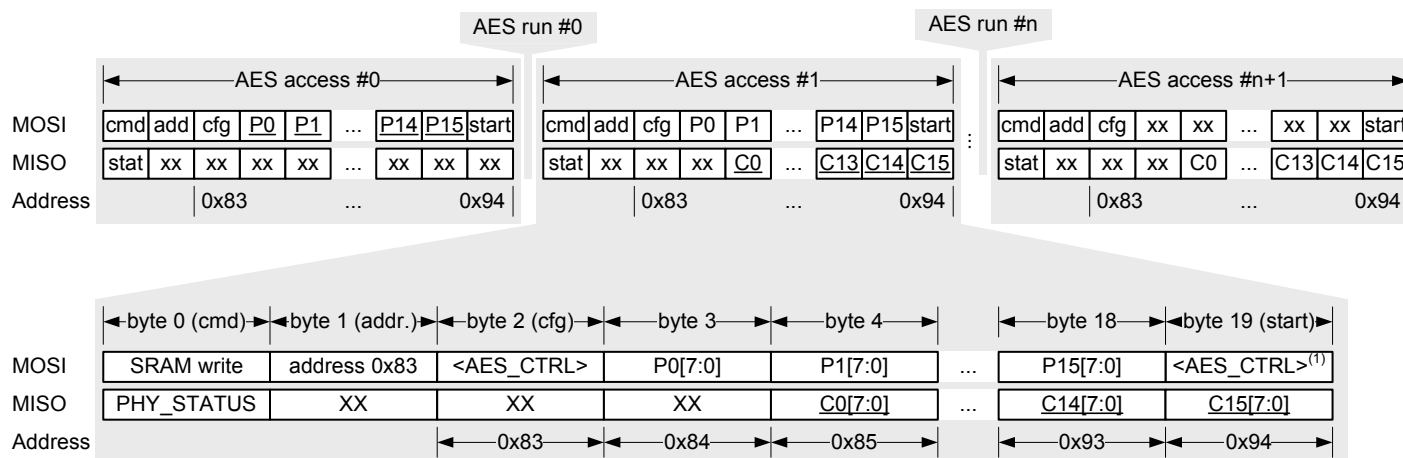 AES run #0 AES run #n
AES access #0 AES access #1 AES access #n+1
MOSI cmd add cfg P0 P1 ... P14 P15 start cmd add cfg P0 P1 ... P14 P15 start ... cmd add cfg xx xx ... xx xx start
MISO stat xx xx xx xx ... xx xx xx stat xx xx xx C0 ... C13 C14 C15 stat xx xx xx C0 ... C13 C14 C15
Address 0x83 ... 0x94 0x83 ... 0x94 0x83 ... 0x94
byte 0 (cmd) byte 1 (addr.) byte 2 (cfg) byte 3 byte 4 byte 18 byte 19 (start)
MOSI SRAM write address 0x83 <AES_CTRL> P0[7:0] P1[7:0] ... P15[7:0] <AES_CTRL>(1)
MISO PHY_STATUS XX XX XX C0[7:0] ... C14[7:0] C15[7:0]
Address 0x83 0x84 0x85 ... 0x93 0x94